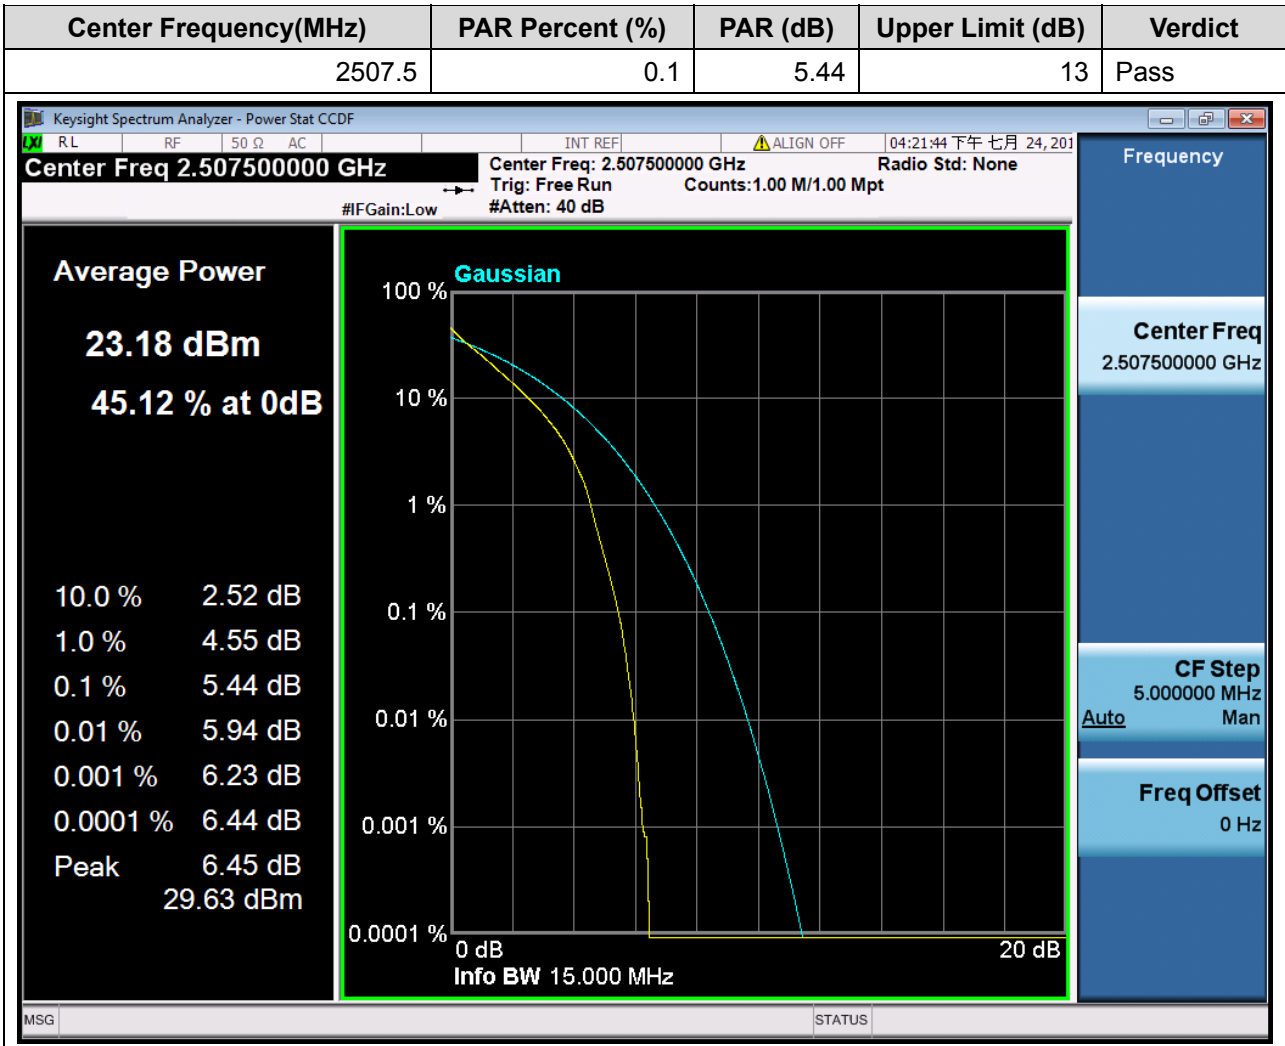 Center Frequency(MHz) PAR Percent (%) PAR (dB) Upper Limit (dB) Verdict
2507.5 0.1 5.44 13 Pass
Keysight Spectrum Analyzer - Power Stat CCDF
LXI RL RF 50 Ω AC INT REF ALIGN OFF 04:21:44 下午 七月 24, 201
Center Freq 2.507500000 GHz
Center Freq: 2.507500000 GHz Radio Std: None
Trig: Free Run Counts:1.00 M/1.00 Mpt
#IFGain:Low #Atten: 40 dB
Average Power
23.18 dBm
45.12 % at 0dB
10.0 % 2.52 dB
1.0 % 4.55 dB
0.1 % 5.44 dB
0.01 % 5.94 dB
0.001 % 6.23 dB
0.0001 % 6.44 dB
Peak 6.45 dB
29.63 dBm
Gaussian
100 %
10 %
1 %
0.1 %
0.01 %
0.001 %
0.0001 %
0 dB 20 dB
Info BW 15.000 MHz
Frequency
Center Freq
2.507500000 GHz
CF Step
5.000000 MHz
Auto Man
Freq Offset
0 Hz
MSG STATUS